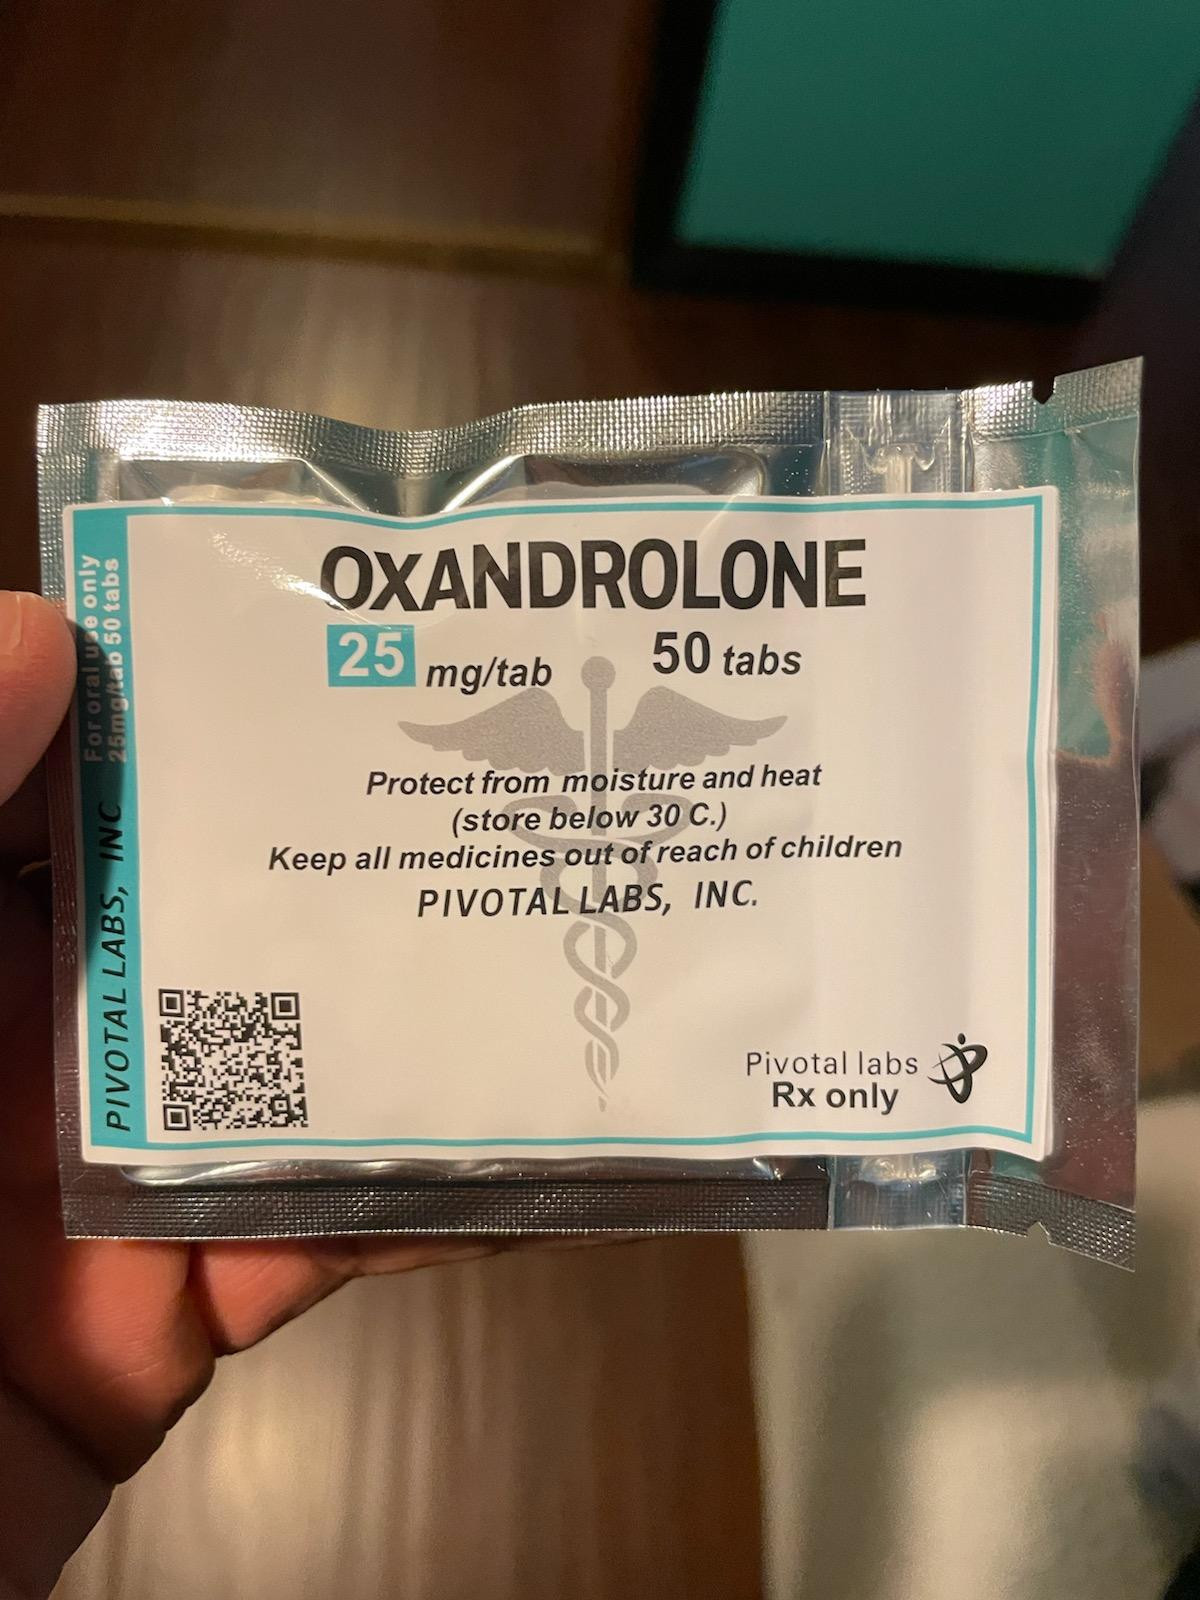 OXANDROLONE
25 mg/tab 50 tabs
Protect from moisture and heat
(store below 30 C.)
Keep all medicines out of reach of children
PIVOTAL LABS, INC.
Pivotal labs
Rx only
PIVOTAL LABS, INC
For oral use only
25mg/tab 50 tabs